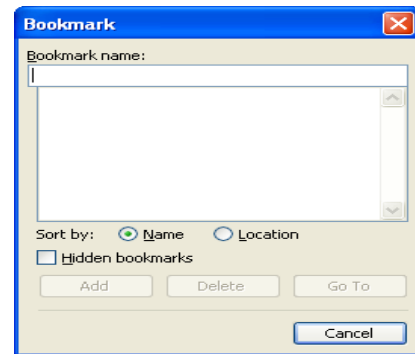 Bookmark
Bookmark name:
Sort by: Name Location
Hidden bookmarks
Add Delete Go To
Cancel